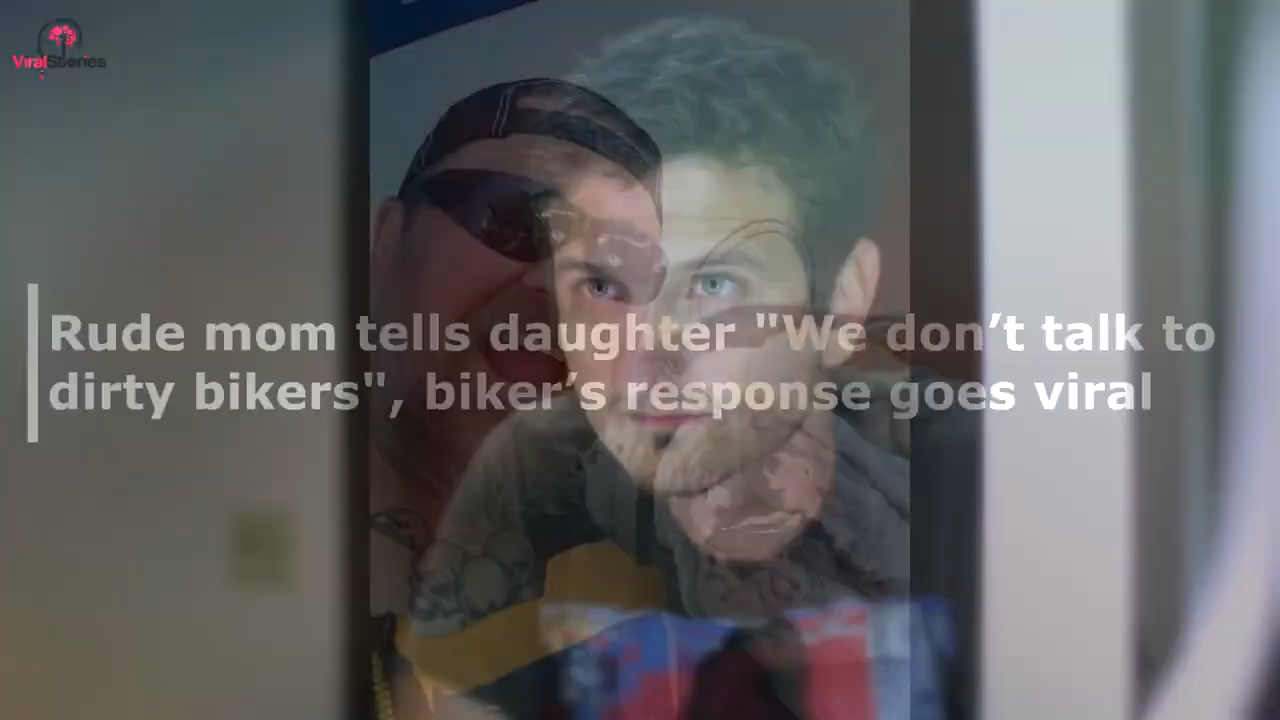 ViralStories
Rude mom tells daughter "We don’t talk to
dirty bikers", biker’s response goes viral